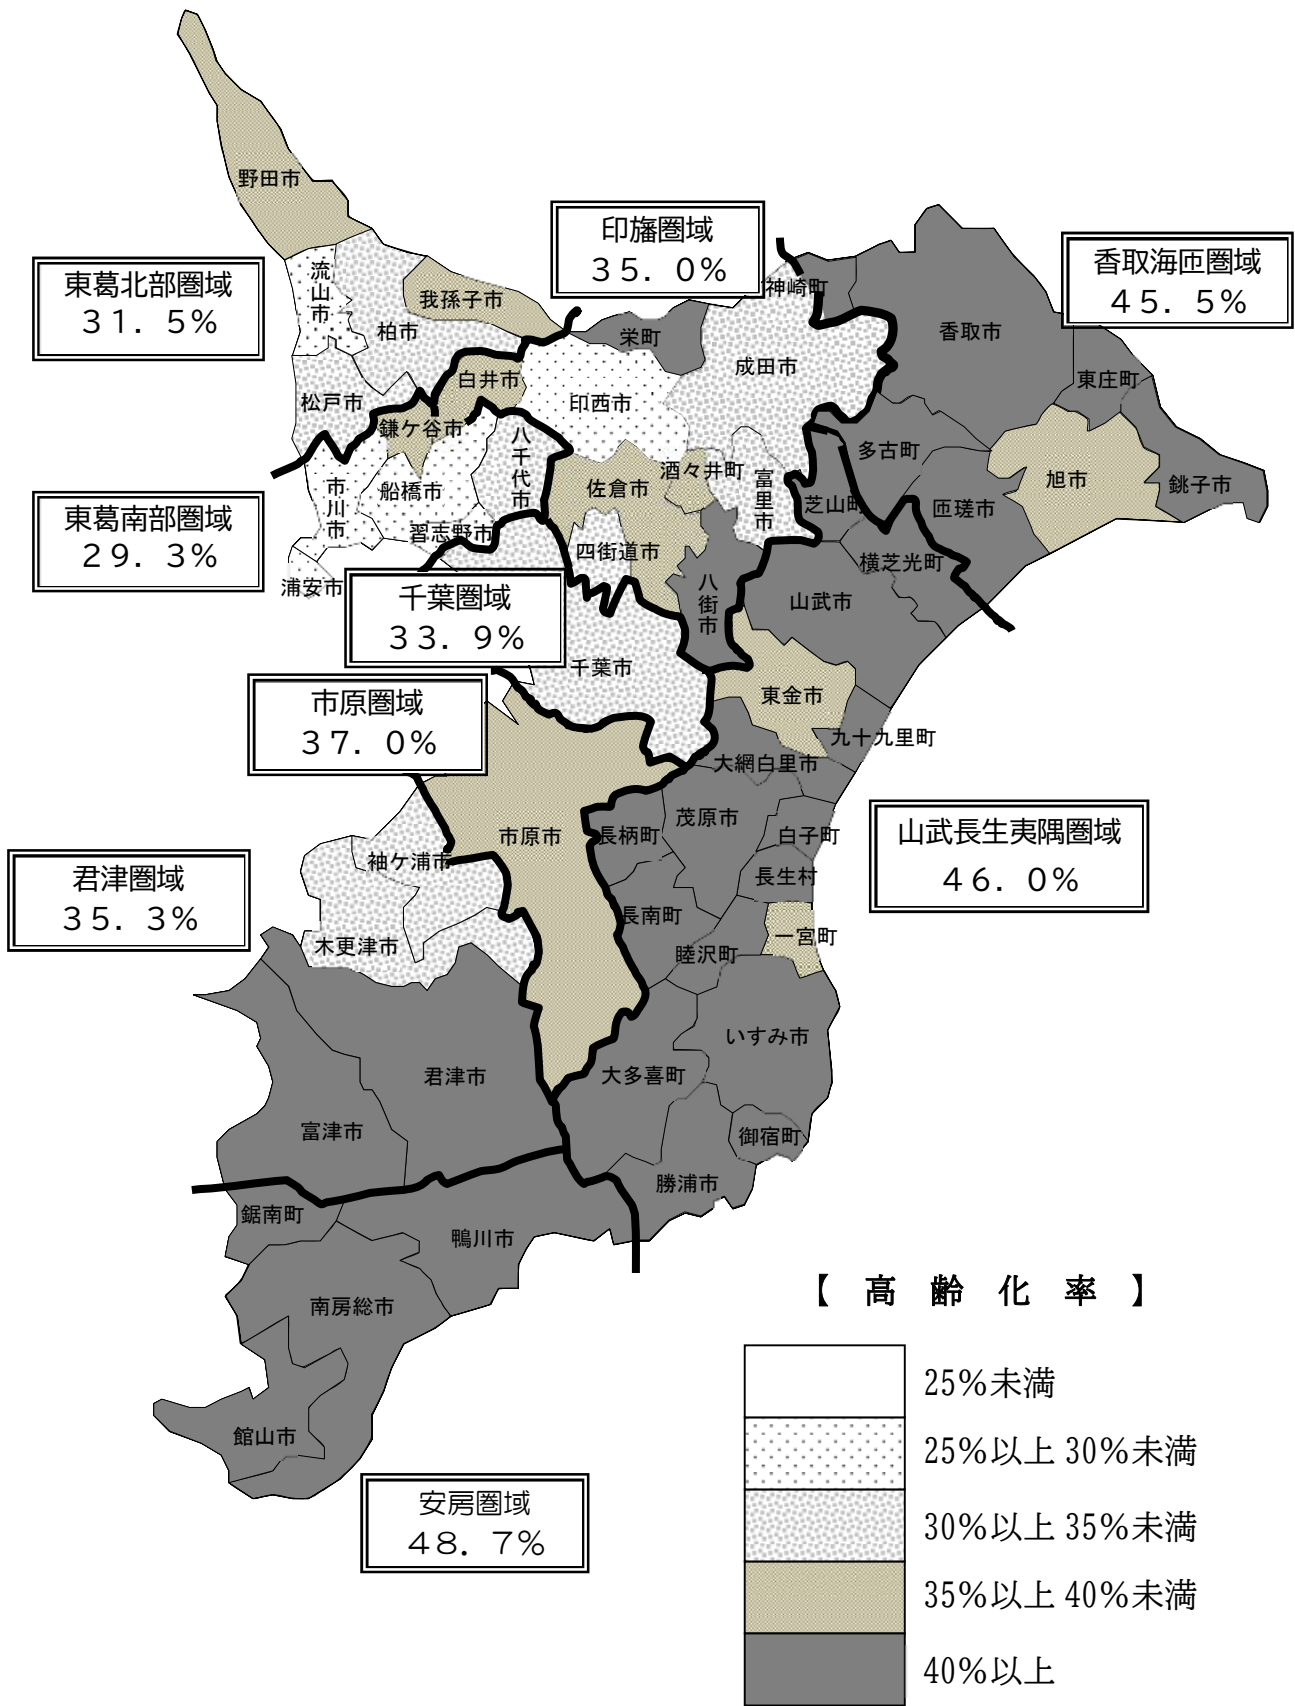 野田市
印旛圏域
35.0%
香取海匝圏域
45.5%
東葛北部圏域
31.5%
流山市
我孫子市
柏市
神崎町
栄町
香取市
成田市
東庄町
白井市
印西市
松戸市
鎌ケ谷市
八千代市
多古町
酒々井町
富里市
旭市
銚子市
船橋市
佐倉市
市川市
芝山町
匝瑳市
東葛南部圏域
29.3%
習志野市
四街道市
横芝光町
浦安市
八街市
山武市
千葉圏域
33.9%
千葉市
東金市
市原圏域
37.0%
九十九里町
大網白里市
茂原市
市原市
長柄町
白子町
山武長生夷隅圏域
46.0%
袖ケ浦市
長生村
君津圏域
35.3%
長南町
一宮町
木更津市
睦沢町
いすみ市
君津市
大多喜町
富津市
御宿町
勝浦市
鋸南町
鴨川市
南房総市
館山市
安房圏域
48.7%
【高齢化率】
25%未満
25%以上30%未満
30%以上35%未満
35%以上40%未満
40%以上